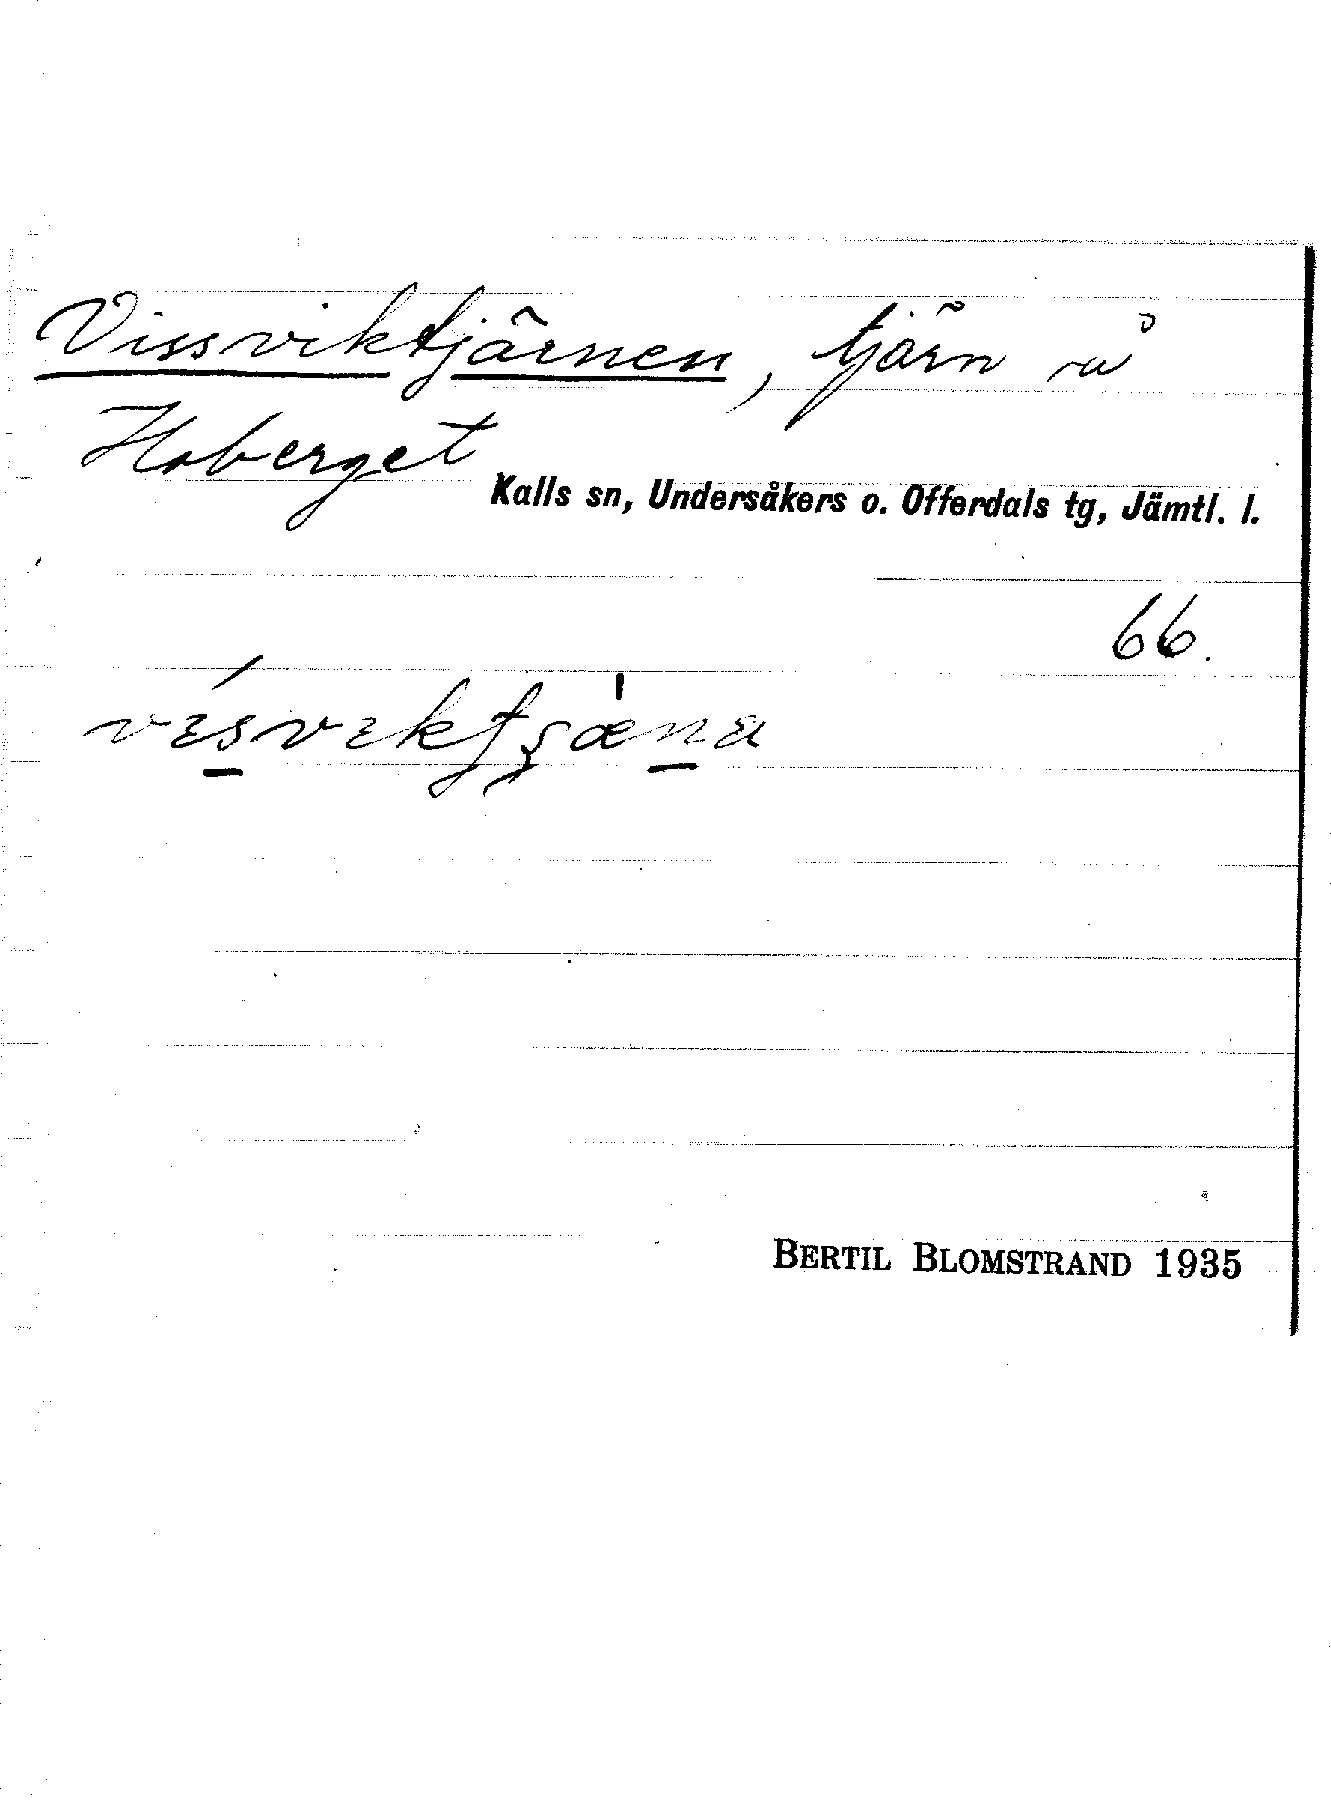 Vissviktjärnen, tjärn å
Hoberget
Kalls sn, Undersåkers o. Offerdals tg, Jämtl. l.
66.
BERTIL BLOMSTRAND 1935